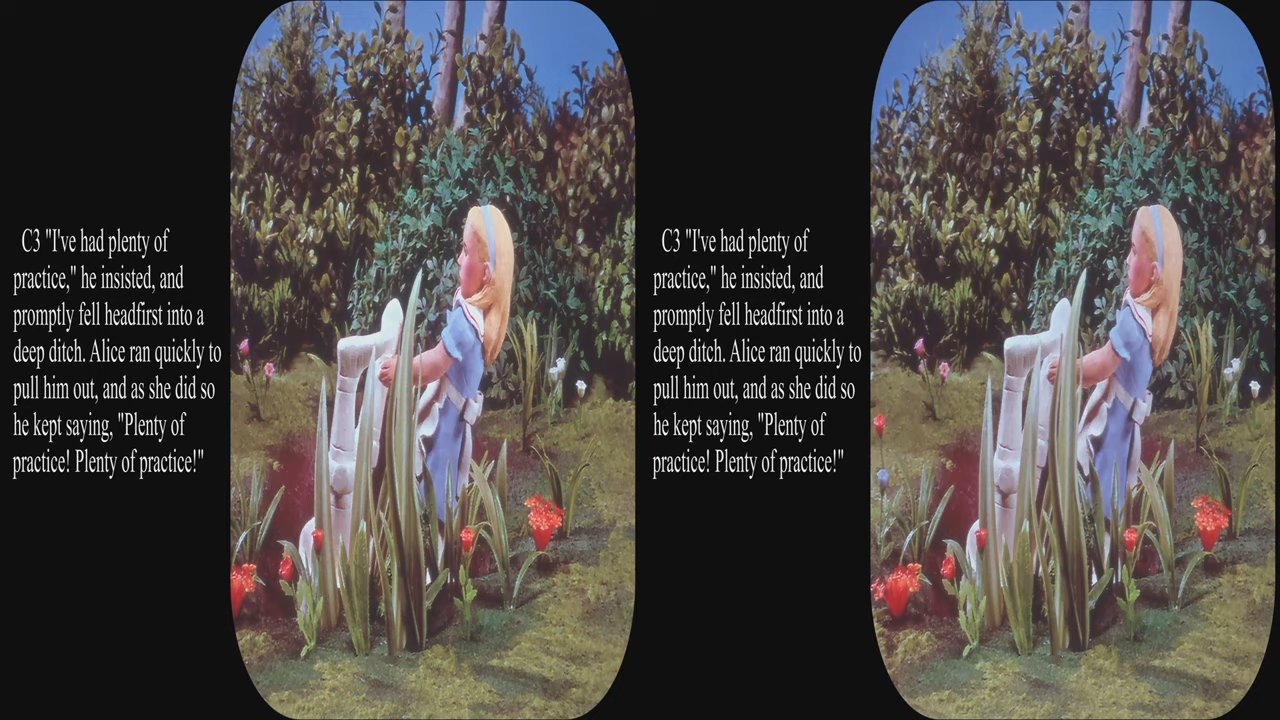 C3 "I've had plenty of
practice," he insisted, and
promptly fell headfirst into a
deep ditch. Alice ran quickly to
pull him out, and as she did so
he kept saying, "Plenty of
practice! Plenty of practice!"
C3 "I've had plenty of
practice," he insisted, and
promptly fell headfirst into a
deep ditch. Alice ran quickly to
pull him out, and as she did so
he kept saying, "Plenty of
practice! Plenty of practice!"